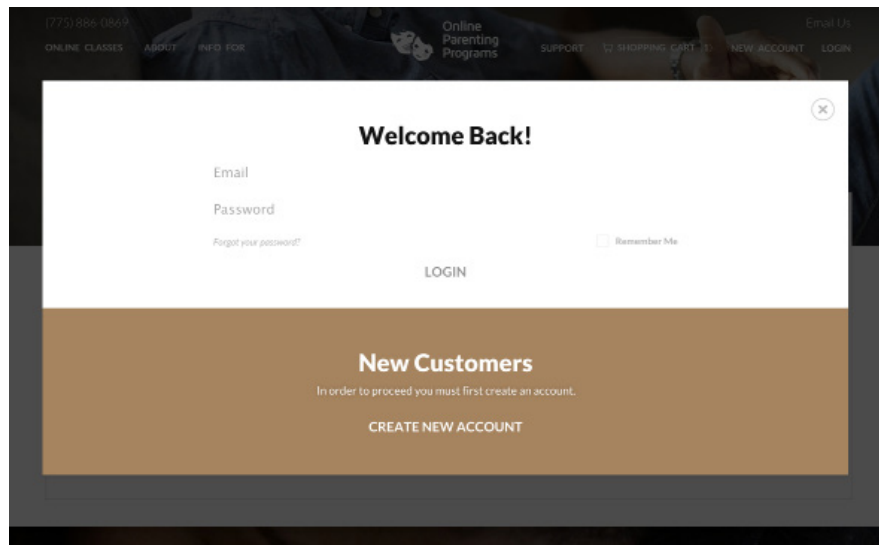 (775) 886-0869
Email Us
ONLINE CLASSES
ABOUT
INFO FOR
Online
Parenting
Programs
SUPPORT
SHOPPING CART
NEW ACCOUNT
LOGIN
Welcome Back!
Email
Password
Forgot your password?
Remember Me
LOGIN
New Customers
In order to proceed you must first create an account.
CREATE NEW ACCOUNT